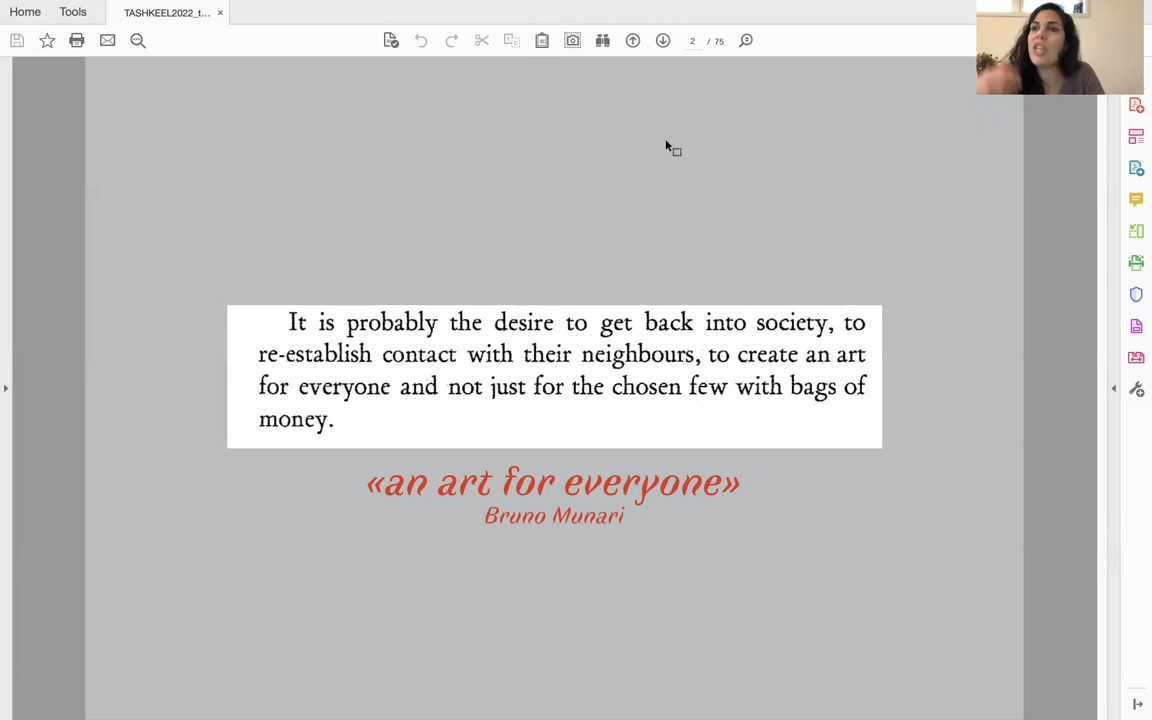 Home Tools TASHKEEL2022_t... ×
2 / 75
It is probably the desire to get back into society, to
re-establish contact with their neighbours, to create an art
for everyone and not just for the chosen few with bags of
money.
«an art for everyone»
Bruno Munari